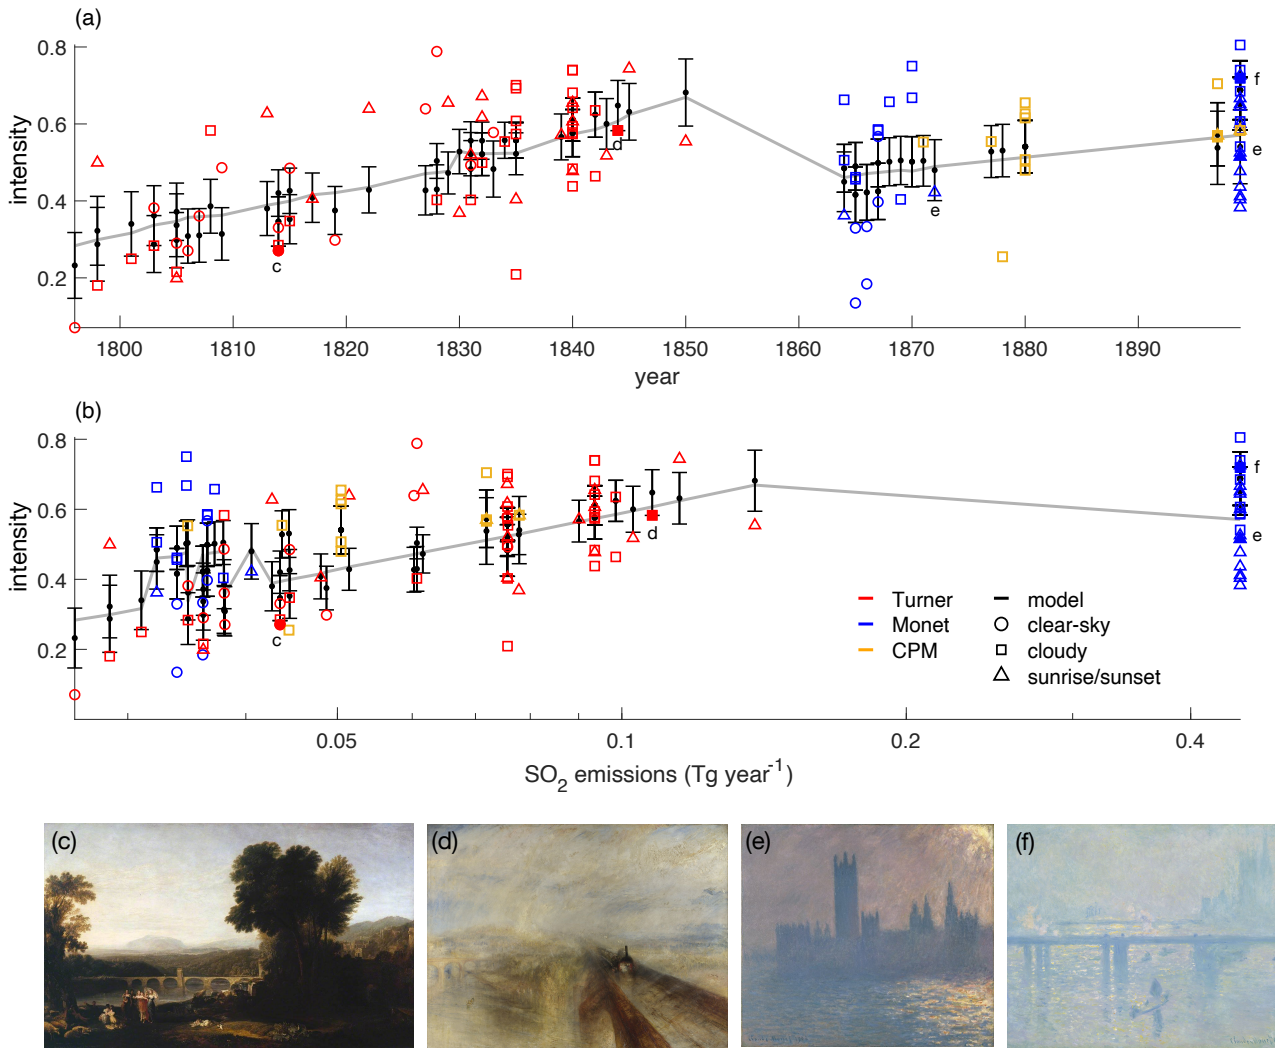 (a)
0.8
0.6
0.4
0.2
intensity
c
d
e
f
e
1800
1810
1820
1830
1840
1850
1860
1870
1880
1890
year
(b)
0.8
0.6
0.4
0.2
intensity
c
d
f
e
Turner
Monet
CPM
model
clear-sky
cloudy
sunrise/sunset
0.05
0.1
0.2
0.4
SO₂ emissions (Tg year⁻¹)
(c)
(d)
(e)
(f)